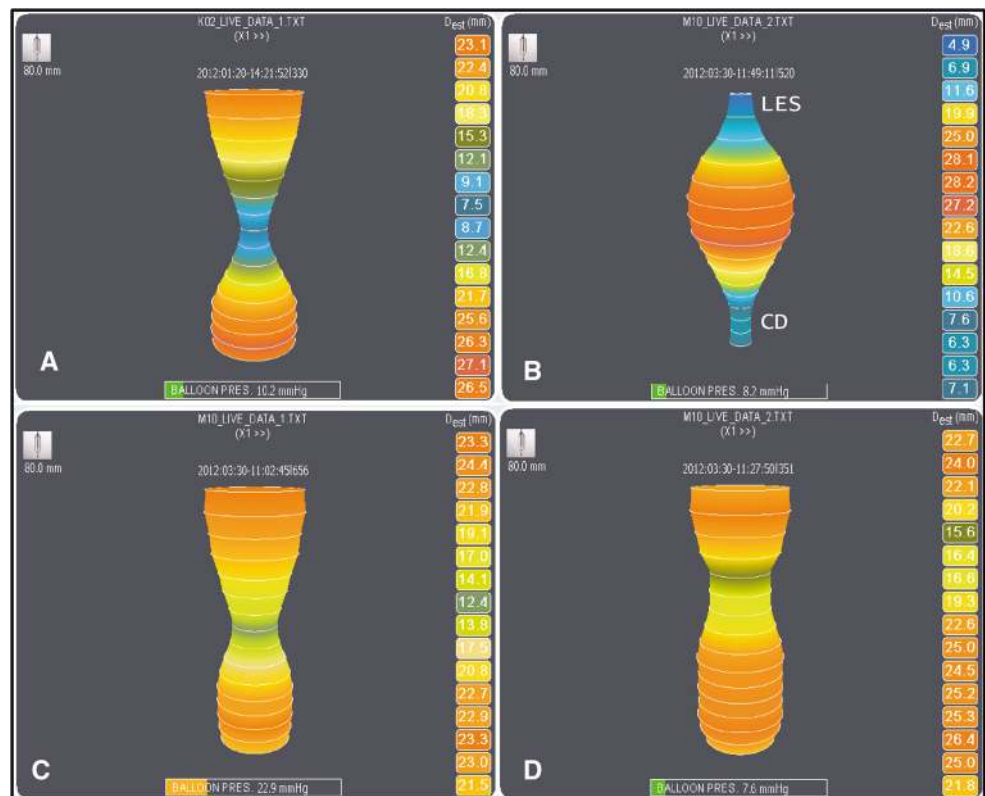 K02_LIVE_DATA_1.TXT
(X1 >>)
D_est (mm)
80.0 mm
2012:01:20-14:21:52|330
23.1
22.4
20.8
18.3
15.3
12.1
9.1
7.5
8.7
12.4
16.8
21.7
25.6
26.3
27.1
26.5
A
BALLOON PRES. 10.2 mmHg
M10_LIVE_DATA_2.TXT
(X1 >>)
D_est (mm)
80.0 mm
2012:03:30-11:49:11|520
LES
CD
4.9
6.9
11.6
19.9
25.0
28.1
28.2
27.2
22.6
18.6
14.5
10.6
7.6
6.3
6.3
7.1
B
BALLOON PRES. 8.2 mmHg
M10_LIVE_DATA_1.TXT
(X1 >>)
D_est (mm)
80.0 mm
2012:03:30-11:02:45|656
23.3
24.4
22.8
21.9
19.1
17.0
14.1
12.4
13.8
17.5
20.8
22.7
22.9
23.3
23.0
21.5
C
BALLOON PRES. 22.9 mmHg
M10_LIVE_DATA_2.TXT
(X1 >>)
D_est (mm)
80.0 mm
2012:03:30-11:27:50|351
22.7
24.0
22.1
20.2
15.6
16.4
16.6
19.3
22.6
25.0
24.5
25.2
25.3
26.4
25.0
21.8
D
BALLOON PRES. 7.6 mmHg